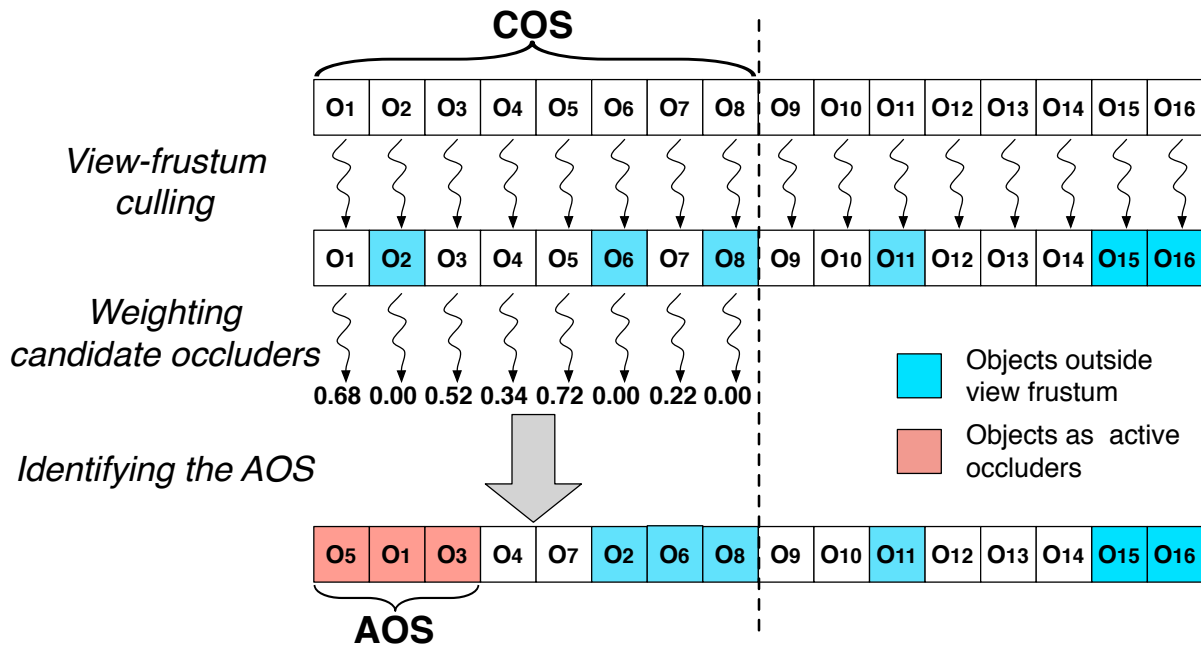 COS
O1 O2 O3 O4 O5 O6 O7 O8 O9 O10 O11 O12 O13 O14 O15 O16
View-frustum
culling
O1 O2 O3 O4 O5 O6 O7 O8 O9 O10 O11 O12 O13 O14 O15 O16
Weighting
candidate occluders
0.68 0.00 0.52 0.34 0.72 0.00 0.22 0.00
Objects outside
view frustum
Objects as active
occluders
Identifying the AOS
O5 O1 O3 O4 O7 O2 O6 O8 O9 O10 O11 O12 O13 O14 O15 O16
AOS